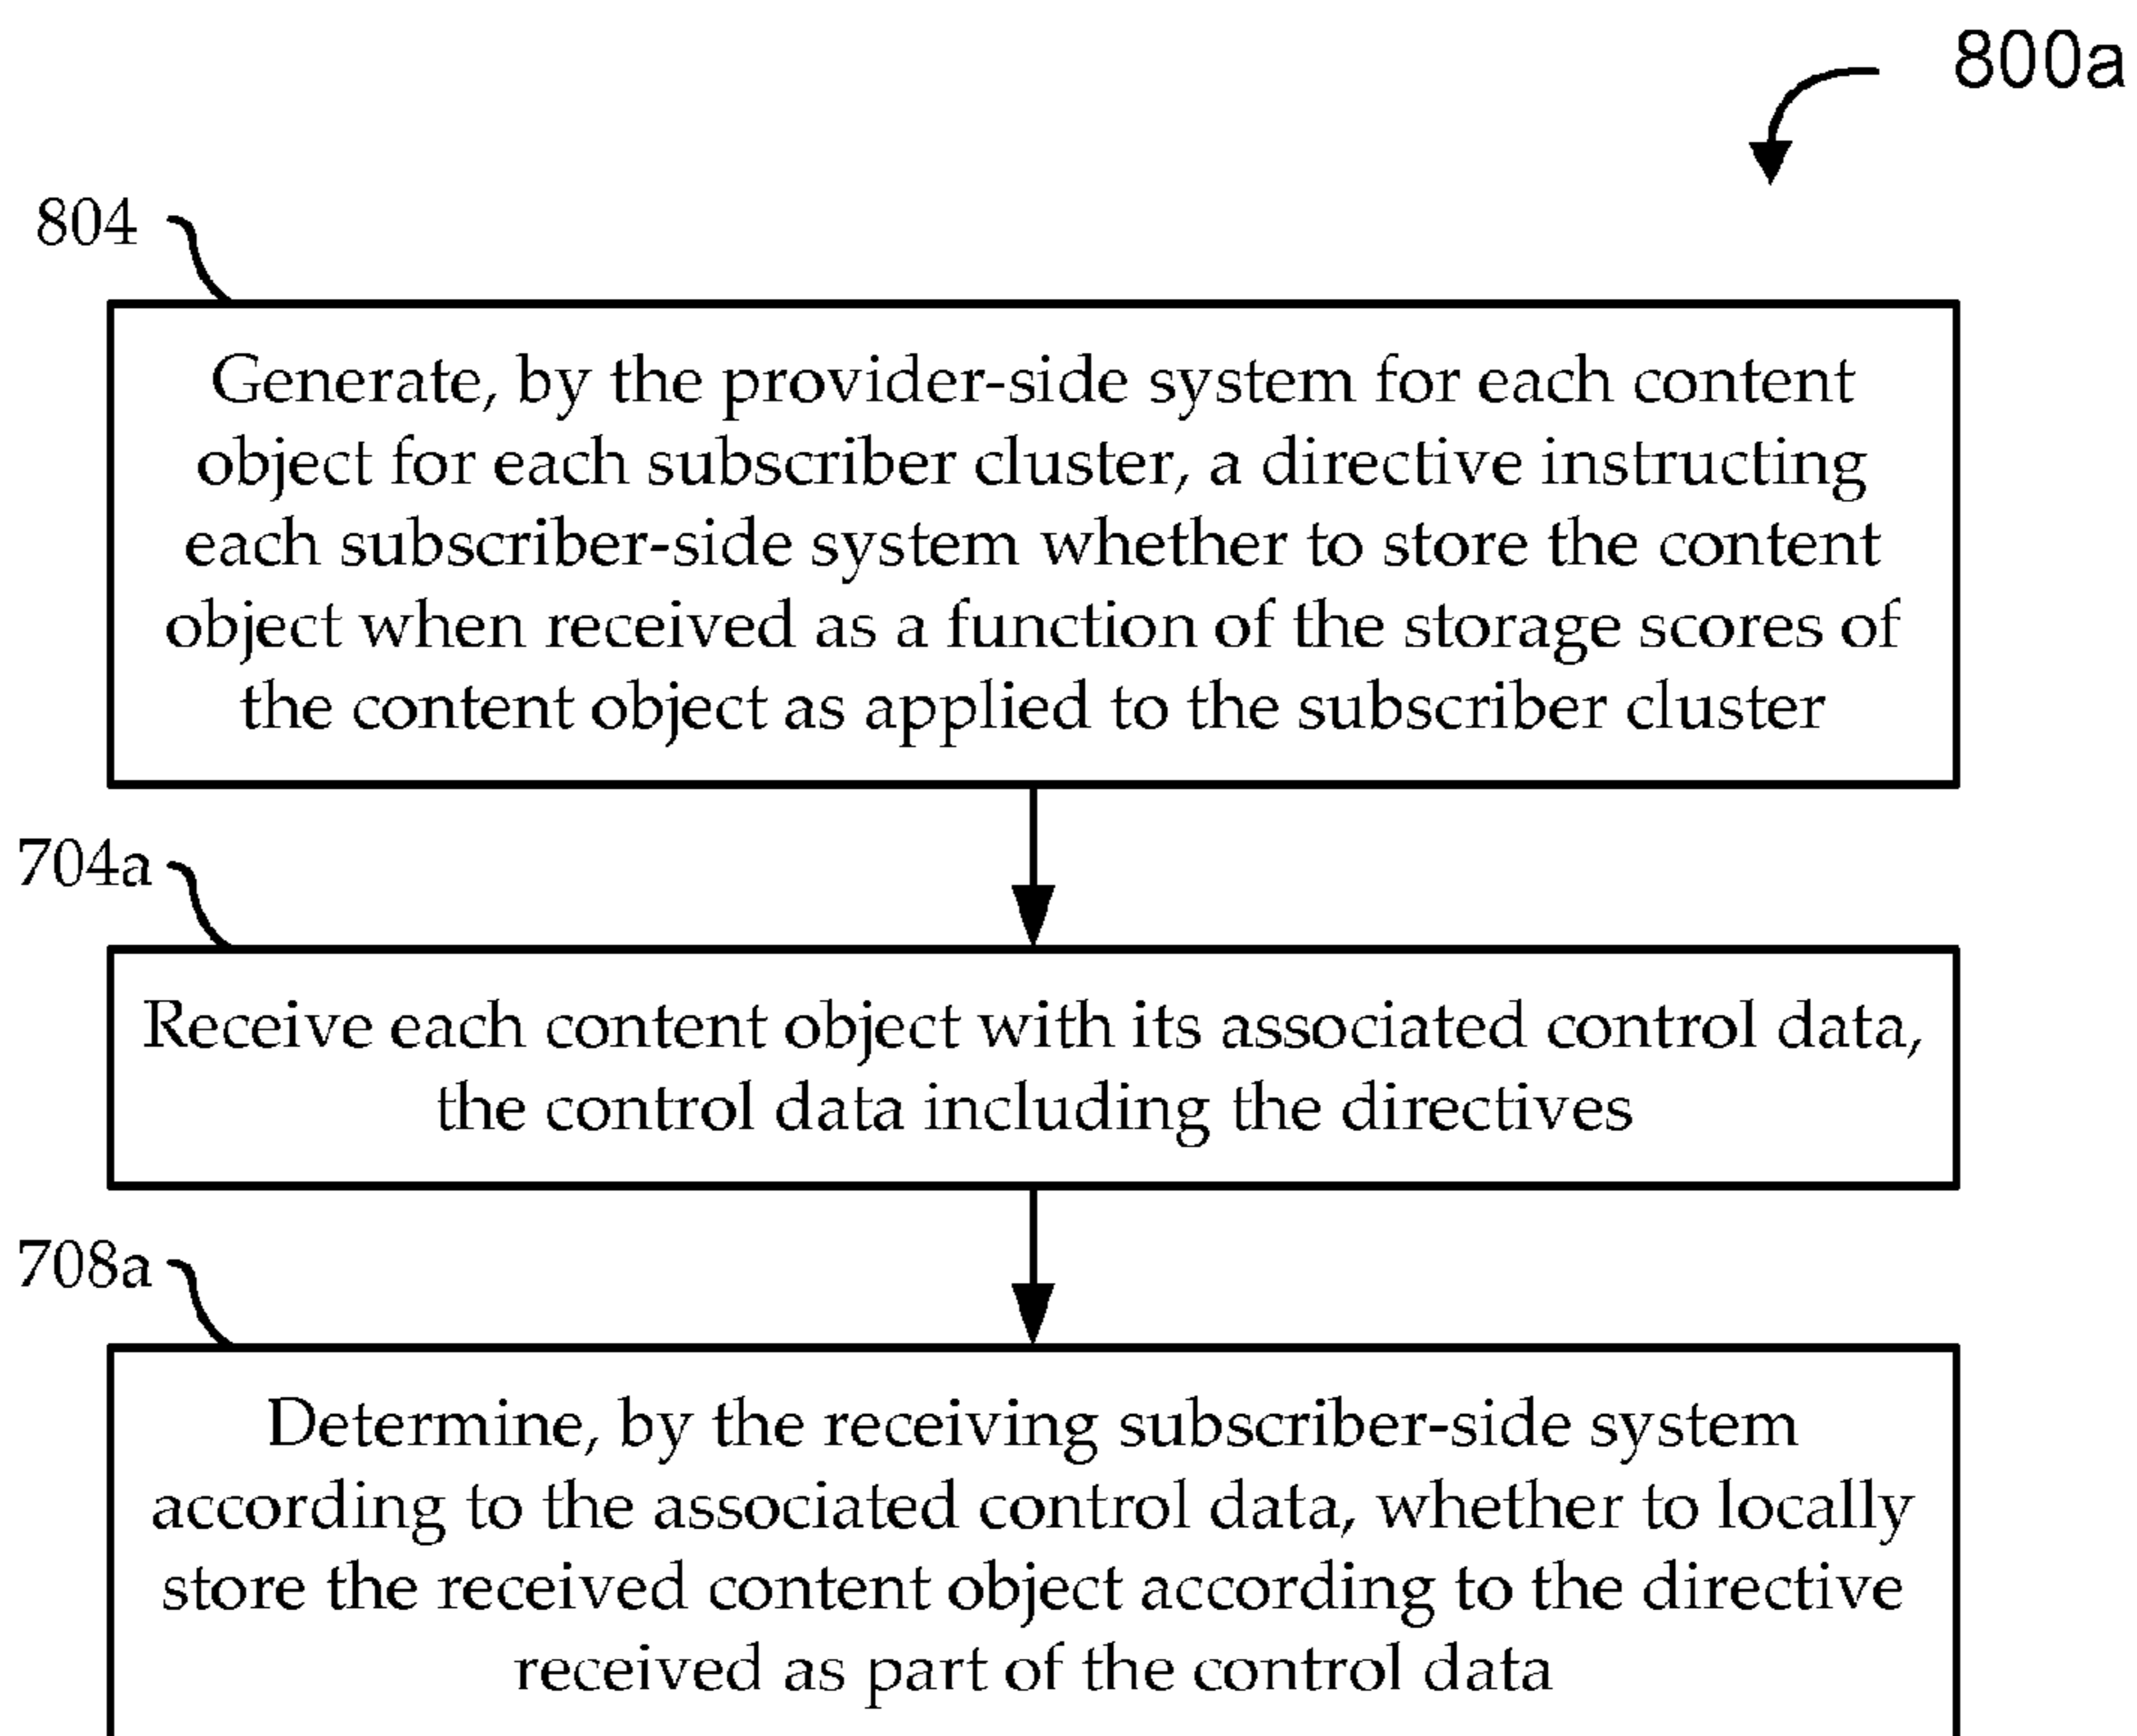 800a
804
Generate, by the provider-side system for each content
object for each subscriber cluster, a directive instructing
each subscriber-side system whether to store the content
object when received as a function of the storage scores of
the content object as applied to the subscriber cluster
704a
Receive each content object with its associated control data,
the control data including the directives
708a
Determine, by the receiving subscriber-side system
according to the associated control data, whether to locally
store the received content object according to the directive
received as part of the control data